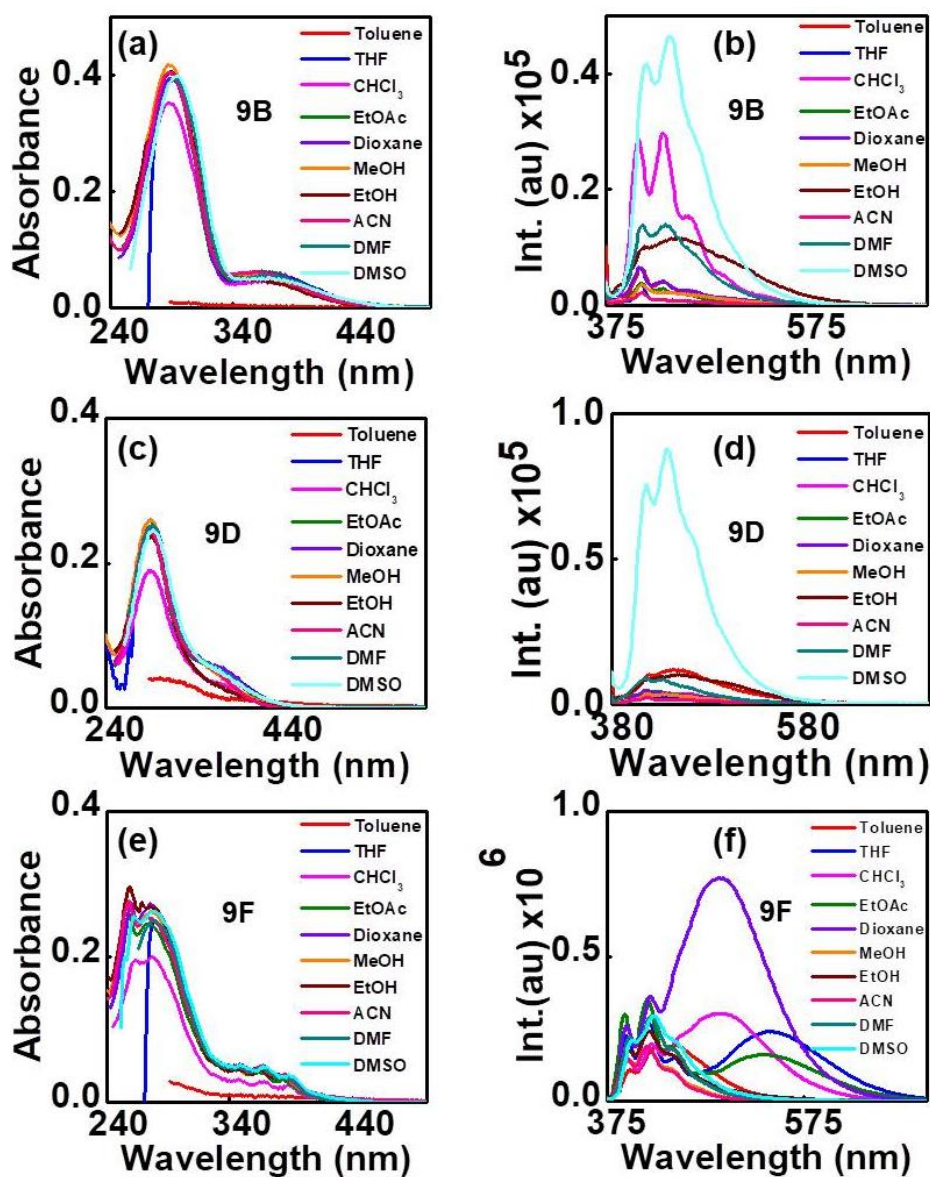 (a)
9B
Absorbance
0.4
0.2
0.0
240
340
440
Wavelength (nm)
Toluene
THF
CHCl₃
EtOAc
Dioxane
MeOH
EtOH
ACN
DMF
DMSO
(b)
9B
Int. (au) x10⁵
0.4
0.2
0.0
375
575
Wavelength (nm)
Toluene
THF
CHCl₃
EtOAc
Dioxane
MeOH
EtOH
ACN
DMF
DMSO
(c)
9D
Absorbance
0.4
0.2
0.0
240
440
Wavelength (nm)
Toluene
THF
CHCl₃
EtOAc
Dioxane
MeOH
EtOH
ACN
DMF
DMSO
(d)
9D
Int. (au) x10⁵
1.0
0.5
0.0
380
580
Wavelength (nm)
Toluene
THF
CHCl₃
EtOAc
Dioxane
MeOH
EtOH
ACN
DMF
DMSO
(e)
9F
Absorbance
0.4
0.2
0.0
240
340
440
Wavelength (nm)
Toluene
THF
CHCl₃
EtOAc
Dioxane
MeOH
EtOH
ACN
DMF
DMSO
(f)
9F
Int.(au) x10⁶
1.0
0.5
0.0
375
575
Wavelength (nm)
Toluene
THF
CHCl₃
EtOAc
Dioxane
MeOH
EtOH
ACN
DMF
DMSO